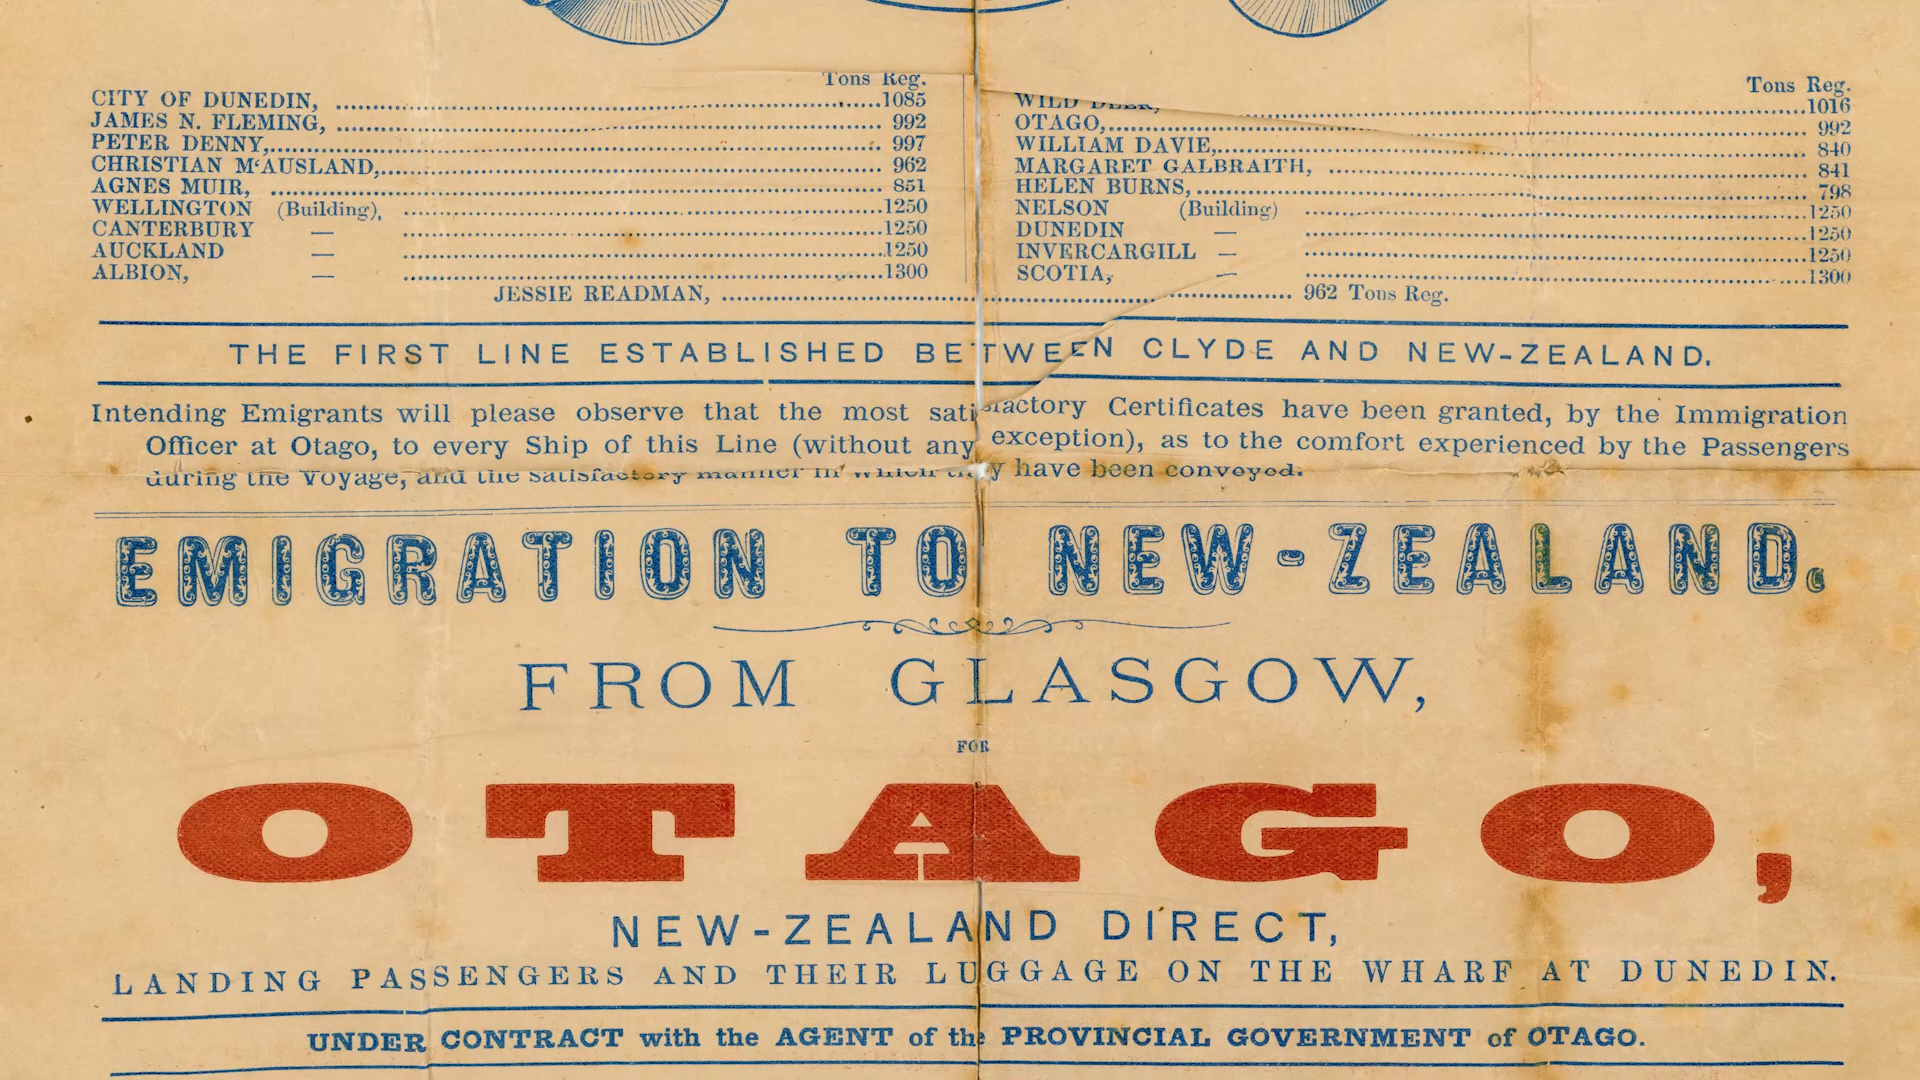 Tons Reg.
CITY OF DUNEDIN, 1085
JAMES N. FLEMING, 992
PETER DENNY, 997
CHRISTIAN M‘AUSLAND, 962
AGNES MUIR, 851
WELLINGTON (Building), 1250
CANTERBURY — 1250
AUCKLAND — 1250
ALBION, — 1300
Tons Reg.
WILD DEER, 1016
OTAGO, 992
WILLIAM DAVIE, 840
MARGARET GALBRAITH, 841
HELEN BURNS, 798
NELSON (Building) 1250
DUNEDIN — 1250
INVERCARGILL — 1250
SCOTIA, — 1300
JESSIE READMAN, 962 Tons Reg.
THE FIRST LINE ESTABLISHED BETWEEN CLYDE AND NEW-ZEALAND.
Intending Emigrants will please observe that the most satisfactory Certificates have been granted, by the Immigration
Officer at Otago, to every Ship of this Line (without any exception), as to the comfort experienced by the Passengers
during the Voyage, and the satisfactory manner in which they have been conveyed.
EMIGRATION TO NEW-ZEALAND.
FROM GLASGOW,
FOR
OTAGO,
NEW-ZEALAND DIRECT,
LANDING PASSENGERS AND THEIR LUGGAGE ON THE WHARF AT DUNEDIN.
UNDER CONTRACT with the AGENT of the PROVINCIAL GOVERNMENT of OTAGO.